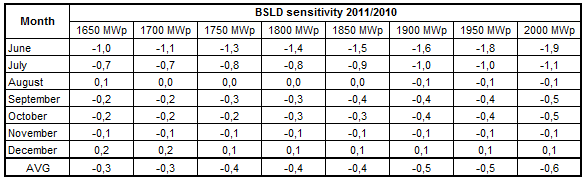 Month BSLD sensitivity 2011/2010
1650 MWp 1700 MWp 1750 MWp 1800 MWp 1850 MWp 1900 MWp 1950 MWp 2000 MWp
June -1,0 -1,1 -1,3 -1,4 -1,5 -1,6 -1,8 -1,9
July -0,7 -0,7 -0,8 -0,8 -0,9 -1,0 -1,0 -1,1
August 0,1 0,0 0,0 0,0 0,0 -0,1 -0,1 -0,1
September -0,2 -0,2 -0,3 -0,3 -0,4 -0,4 -0,4 -0,5
October -0,2 -0,2 -0,2 -0,3 -0,3 -0,4 -0,4 -0,5
November -0,1 -0,1 -0,1 -0,1 -0,1 -0,1 -0,1 -0,1
December 0,2 0,2 0,1 0,1 0,1 0,1 0,1 0,1
AVG -0,3 -0,3 -0,4 -0,4 -0,4 -0,5 -0,5 -0,6